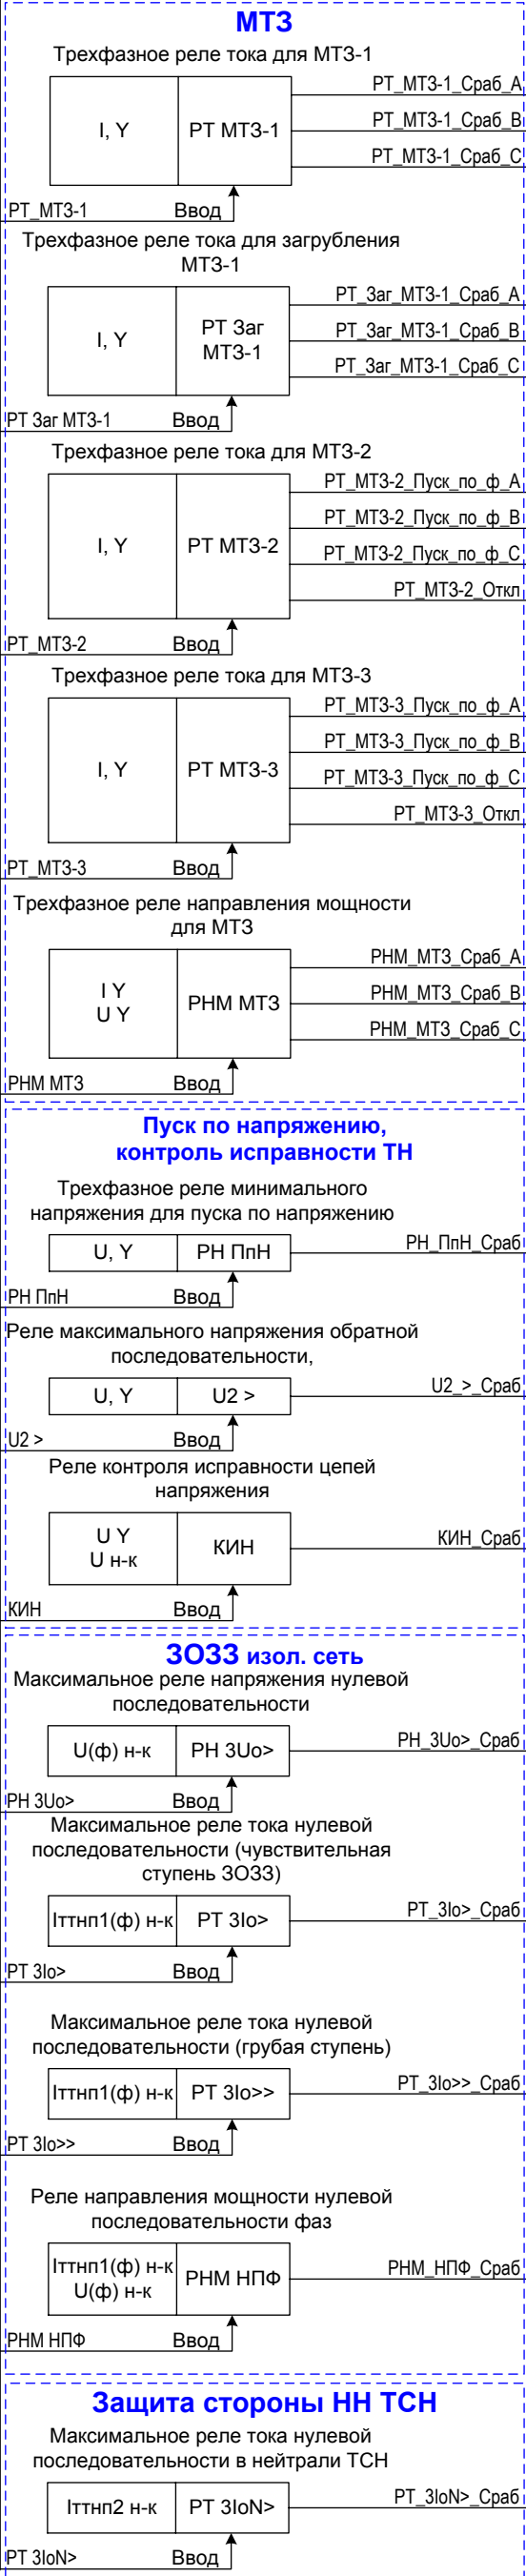 МТЗ
Трехфазное реле тока для МТЗ-1
I, Y
РТ МТЗ-1
РТ_МТЗ-1_Сраб_А
РТ_МТЗ-1_Сраб_В
РТ_МТЗ-1_Сраб_С
РТ_МТЗ-1
Ввод
Трехфазное реле тока для загрубления
МТЗ-1
I, Y
РТ Заг
МТЗ-1
РТ_Заг_МТЗ-1_Сраб_А
РТ_Заг_МТЗ-1_Сраб_В
РТ_Заг_МТЗ-1_Сраб_С
РТ Заг МТЗ-1
Ввод
Трехфазное реле тока для МТЗ-2
I, Y
РТ МТЗ-2
РТ_МТЗ-2_Пуск_по_ф_А
РТ_МТЗ-2_Пуск_по_ф_В
РТ_МТЗ-2_Пуск_по_ф_С
РТ_МТЗ-2_Откл
РТ_МТЗ-2
Ввод
Трехфазное реле тока для МТЗ-3
I, Y
РТ МТЗ-3
РТ_МТЗ-3_Пуск_по_ф_А
РТ_МТЗ-3_Пуск_по_ф_В
РТ_МТЗ-3_Пуск_по_ф_С
РТ_МТЗ-3_Откл
РТ_МТЗ-3
Ввод
Трехфазное реле направления мощности
для МТЗ
I Y
U Y
РНМ МТЗ
РНМ_МТЗ_Сраб_А
РНМ_МТЗ_Сраб_В
РНМ_МТЗ_Сраб_С
РНМ МТЗ
Ввод
Пуск по напряжению,
контроль исправности ТН
Трехфазное реле минимального
напряжения для пуска по напряжению
U, Y
РН ПпН
РН_ПпН_Сраб
РН ПпН
Ввод
Реле максимального напряжения обратной
последовательности,
U, Y
U2 >
U2_>_Сраб
U2 >
Ввод
Реле контроля исправности цепей
напряжения
U Y
U н-к
КИН
КИН_Сраб
КИН
Ввод
ЗОЗЗ изол. сеть
Максимальное реле напряжения нулевой
последовательности
U(ф) н-к
РН 3Uo>
РН_3Uo>_Сраб
РН 3Uo>
Ввод
Максимальное реле тока нулевой
последовательности (чувствительная
ступень ЗОЗЗ)
Iттнп1(ф) н-к
РТ 3Io>
РТ_3Io>_Сраб
РТ 3Io>
Ввод
Максимальное реле тока нулевой
последовательности (грубая ступень)
Iттнп1(ф) н-к
РТ 3Io>>
РТ_3Io>>_Сраб
РТ 3Io>>
Ввод
Реле направления мощности нулевой
последовательности фаз
Iттнп1(ф) н-к
U(ф) н-к
РНМ НПФ
РНМ_НПФ_Сраб
РНМ НПФ
Ввод
Защита стороны НН ТСН
Максимальное реле тока нулевой
последовательности в нейтрали ТСН
Iттнп2 н-к
РТ 3IoN>
РТ_3IoN>_Сраб
РТ 3IoN>
Ввод